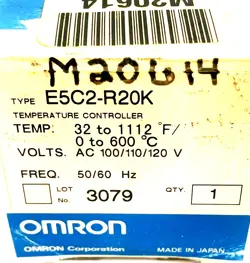 M20614
M20614
TYPE E5C2-R20K
TEMPERATURE CONTROLLER
TEMP. 32 to 1112 °F/
0 to 600 °C
VOLTS. AC 100/110/120 V
FREQ. 50/60 Hz
LOT No. 3079 QTY. 1
OMRON
OMRON Corporation MADE IN JAPAN